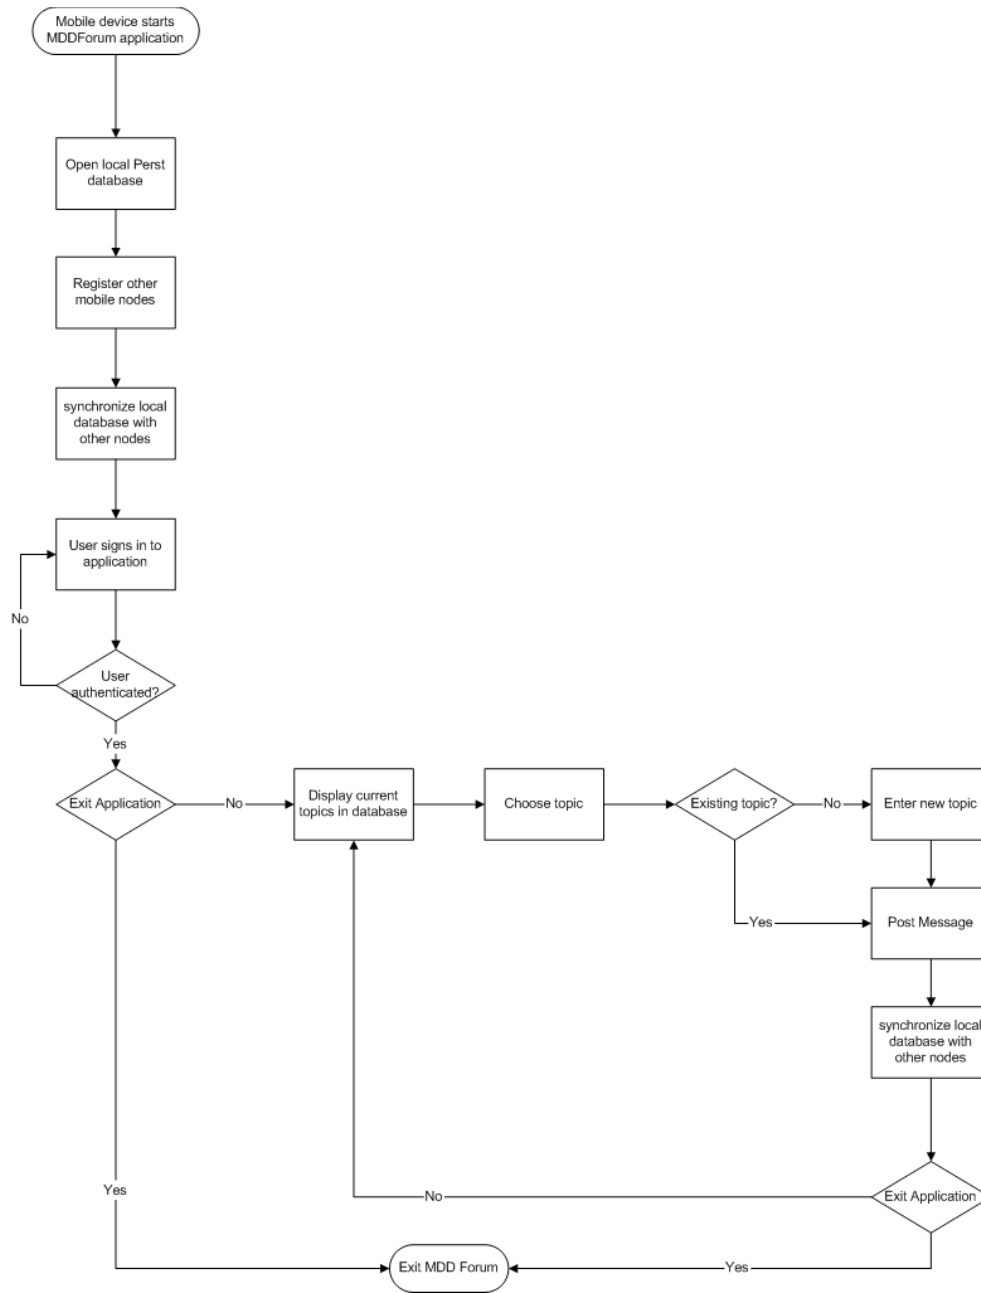 Mobile device starts
MDDForum application
Open local Perst
database
Register other
mobile nodes
synchronize local
database with
other nodes
User signs in to
application
No
User
authenticated?
Yes
Exit Application
No
Display current
topics in database
Choose topic
Existing topic?
No
Enter new topic
Yes
Post Message
synchronize local
database with
other nodes
Yes
No
Exit Application
Exit MDD Forum
Yes